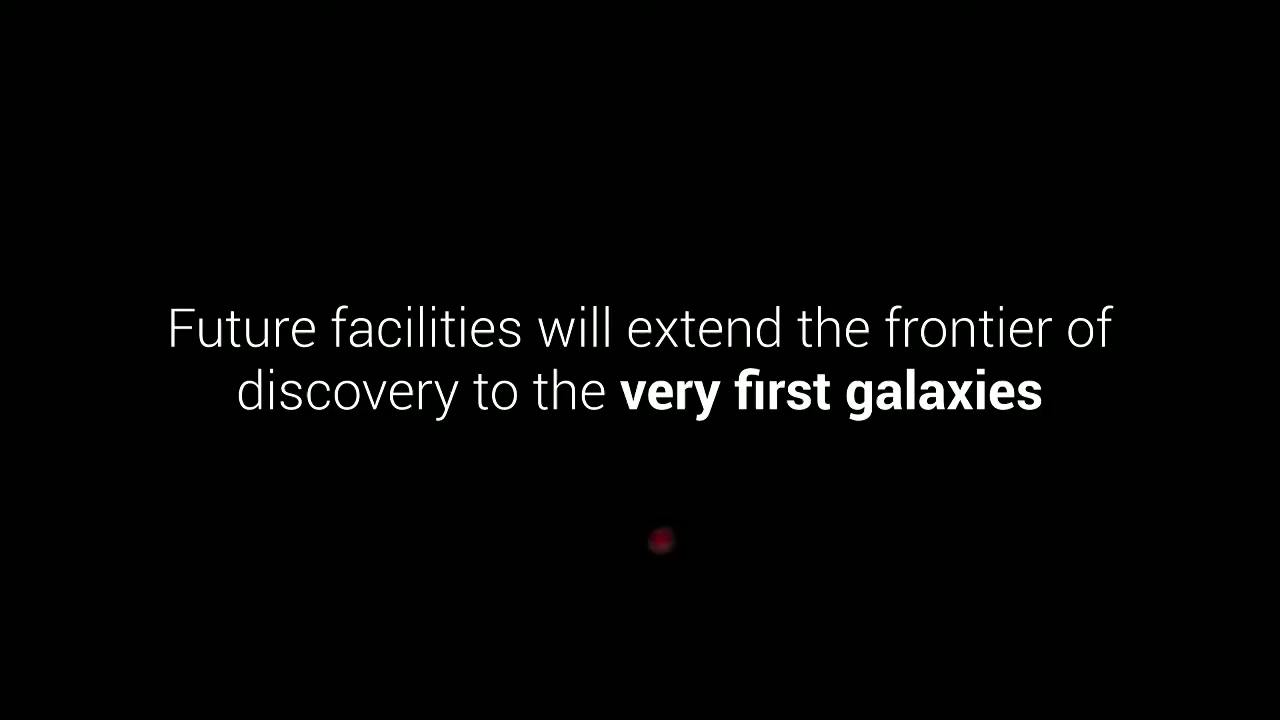 Future facilities will extend the frontier of
discovery to the very first galaxies